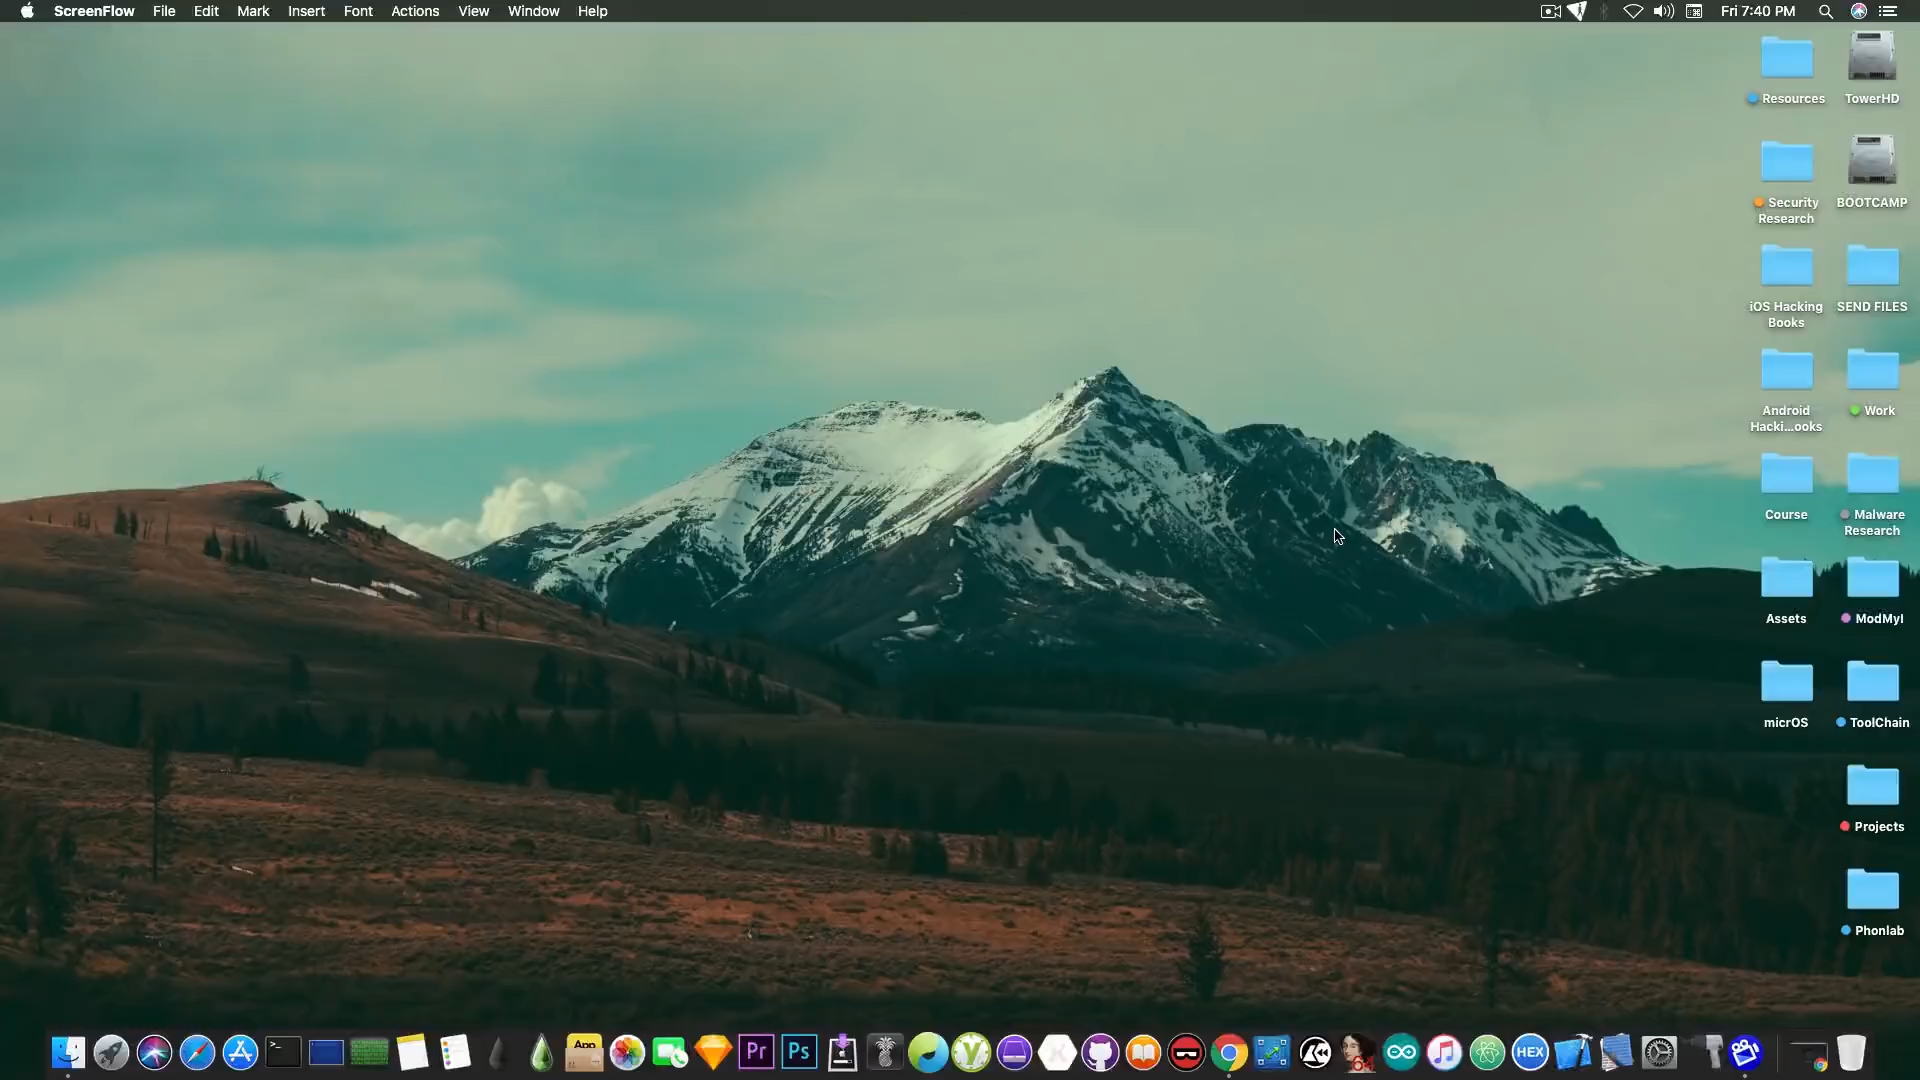 ScreenFlow File Edit Mark Insert Font Actions View Window Help Fri 7:40 PM
Resources TowerHD
Security
Research
BOOTCAMP
iOS Hacking
Books
SEND FILES
Android
Hacki...ooks
Work
Course
Malware
Research
Assets ModMyI
micrOS ToolChain
Projects
Phonlab
>_ App Pr Ps y 64 HEX